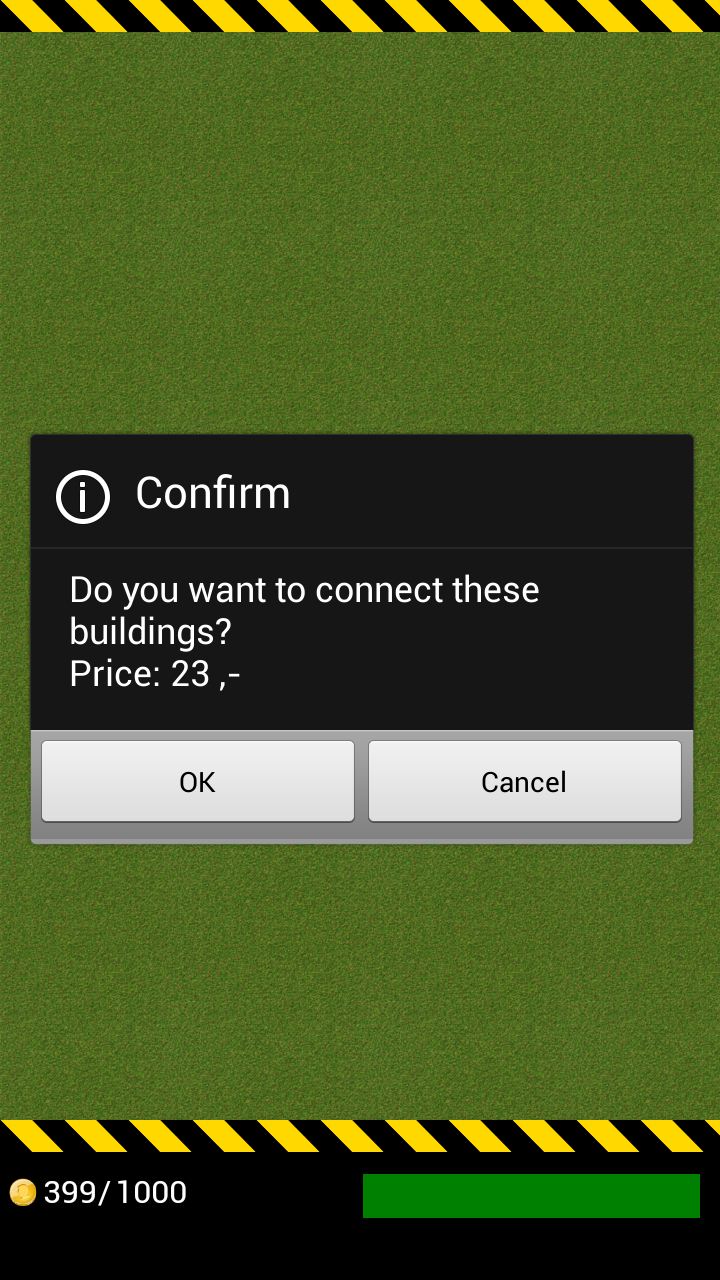 Confirm
Do you want to connect these
buildings?
Price: 23 ,-
OK
Cancel
399/1000